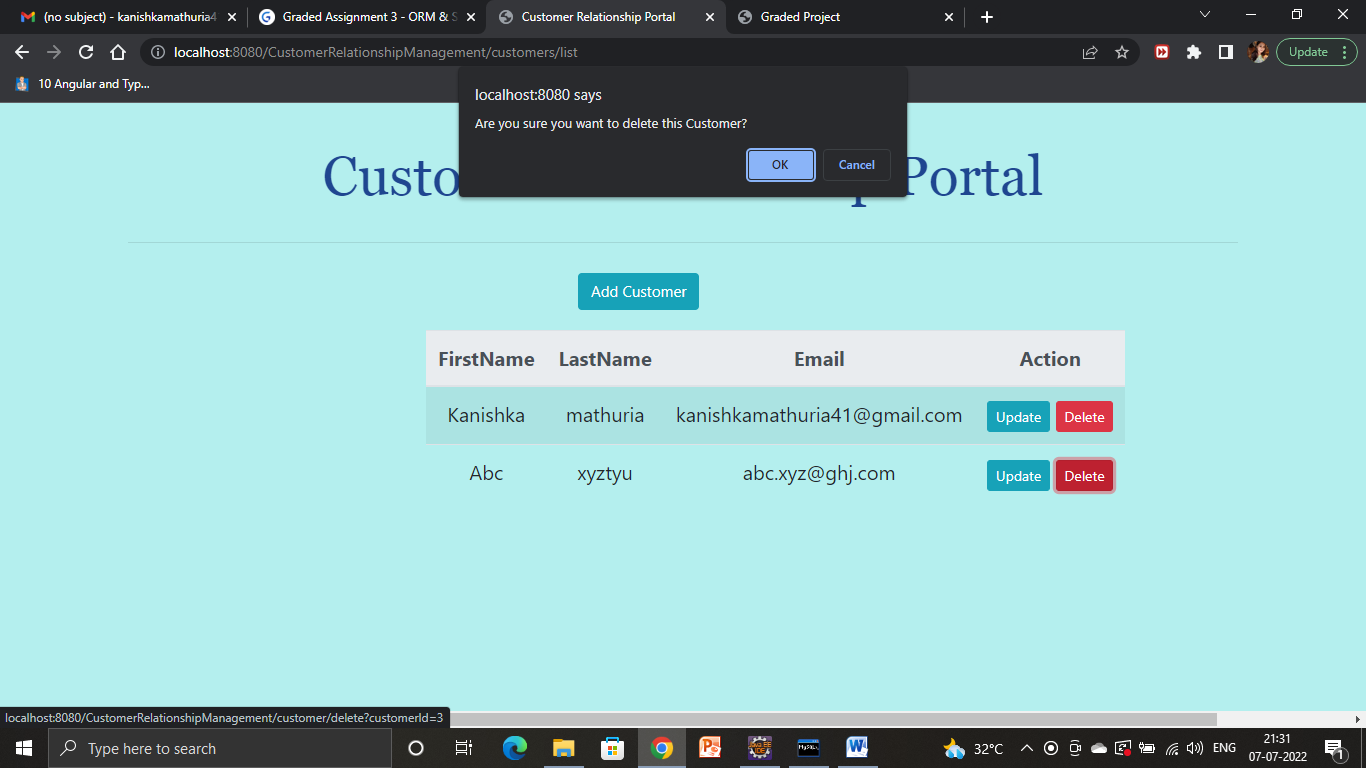 (no subject) - kanishkamathuria4
Graded Assignment 3 - ORM & S
Customer Relationship Portal
Graded Project
localhost:8080/CustomerRelationshipManagement/customers/list
Update
10 Angular and Typ...
localhost:8080 says
Are you sure you want to delete this Customer?
OK Cancel
Custo Portal
Add Customer
FirstName LastName Email Action
Kanishka mathuria kanishkamathuria41@gmail.com Update Delete
Abc xyztyu abc.xyz@ghj.com Update Delete
localhost:8080/CustomerRelationshipManagement/customer/delete?customerId=3
Type here to search
32°C
ENG
21:31
07-07-2022
1